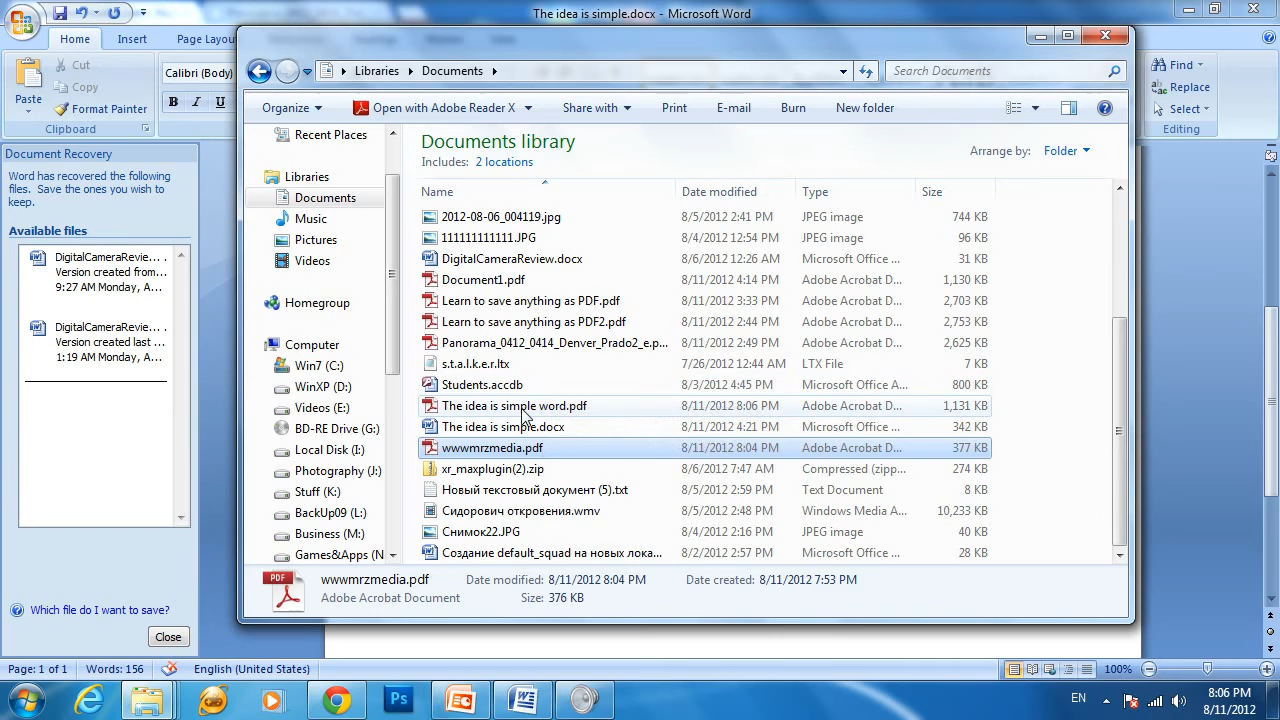 The idea is simple.docx - Microsoft Word
Home Insert Page Layou
Cut
Copy
Paste
Format Painter
Clipboard
Calibri (Body)
B I U
Find
Replace
Select
Editing
Libraries Documents
Search Documents
Organize Open with Adobe Reader X Share with Print E-mail Burn New folder
Documents library
Includes: 2 locations
Arrange by: Folder
Name Date modified Type Size
2012-08-06_004119.jpg 8/5/2012 2:41 PM JPEG image 744 KB
11111111111.JPG 8/4/2012 12:54 PM JPEG image 96 KB
DigitalCameraReview.docx 8/6/2012 12:26 AM Microsoft Office ... 31 KB
Document1.pdf 8/11/2012 4:14 PM Adobe Acrobat D... 1,130 KB
Learn to save anything as PDF.pdf 8/11/2012 3:33 PM Adobe Acrobat D... 2,703 KB
Learn to save anything as PDF2.pdf 8/11/2012 2:44 PM Adobe Acrobat D... 2,753 KB
Panorama_0412_0414_Denver_Prado2_e.p... 8/11/2012 2:49 PM Adobe Acrobat D... 2,625 KB
s.t.a.l.k.e.r.ltx 7/26/2012 12:44 AM LTX File 7 KB
Students.accdb 8/3/2012 4:45 PM Microsoft Office A... 800 KB
The idea is simple word.pdf 8/11/2012 8:06 PM Adobe Acrobat D... 1,131 KB
The idea is simple.docx 8/11/2012 4:21 PM Microsoft Office ... 342 KB
wwwmrzmedia.pdf 8/11/2012 8:04 PM Adobe Acrobat D... 377 KB
xr_maxplugin(2).zip 8/6/2012 7:47 AM Compressed (zipp... 274 KB
Новый текстовый документ (5).txt 8/5/2012 2:59 PM Text Document 8 KB
Сидорович откровения.wmv 8/5/2012 2:48 PM Windows Media A... 10,233 KB
Снимок22.JPG 8/4/2012 2:16 PM JPEG image 40 KB
Создание default_squad на новых лока... 8/2/2012 2:57 PM Microsoft Office ... 28 KB
Recent Places
Libraries
Documents
Music
Pictures
Videos
Homegroup
Computer
Win7 (C:)
WinXP (D:)
Videos (E:)
BD-RE Drive (G:)
Local Disk (I:)
Photography (J:)
Stuff (K:)
BackUp09 (L:)
Business (M:)
Games&Apps (N
PDF
wwwmrzmedia.pdf Date modified: 8/11/2012 8:04 PM Date created: 8/11/2012 7:53 PM
Adobe Acrobat Document Size: 376 KB
Document Recovery
Word has recovered the following
files. Save the ones you wish to
keep.
Available files
DigitalCameraRevie...
Version created from...
9:27 AM Monday, A...
DigitalCameraRevie...
Version created last ...
1:19 AM Monday, A...
Which file do I want to save?
Close
Page: 1 of 1 Words: 156 English (United States) 100%
Ps
EN
8:06 PM
8/11/2012